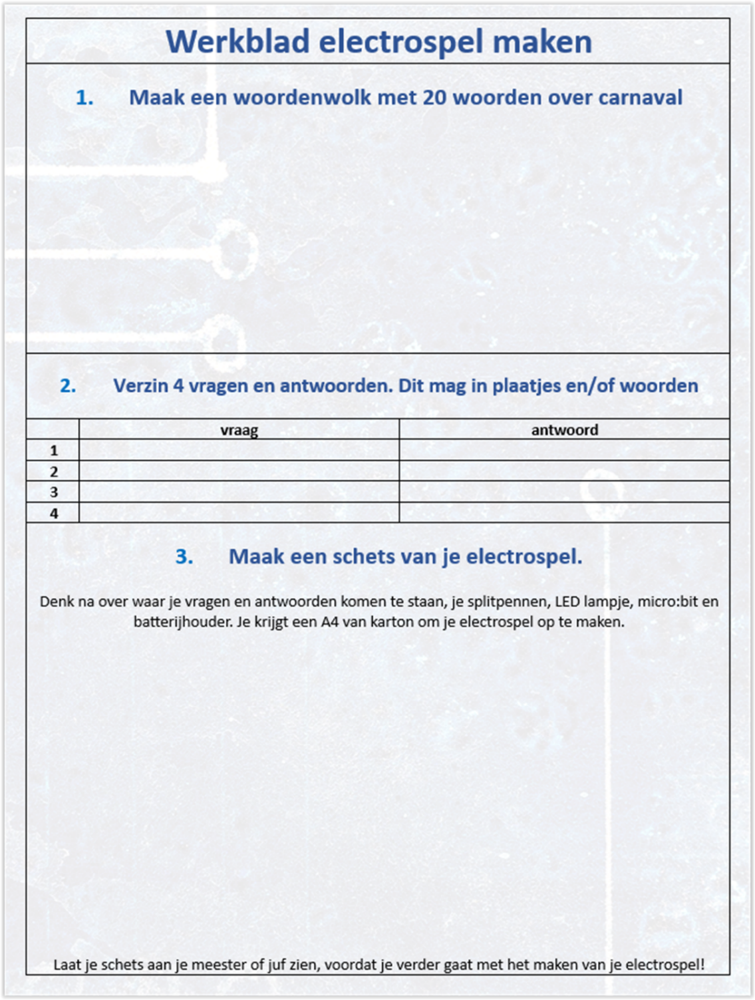 Werkblad electrospel maken
1. Maak een woordenwolk met 20 woorden over carnaval
2. Verzin 4 vragen en antwoorden. Dit mag in plaatjes en/of woorden
vraag antwoord
1
2
3
4
3. Maak een schets van je electrospel.
Denk na over waar je vragen en antwoorden komen te staan, je splitpennen, LED lampje, micro:bit en
batterijhouder. Je krijgt een A4 van karton om je electrospel op te maken.
Laat je schets aan je meester of juf zien, voordat je verder gaat met het maken van je electrospel!